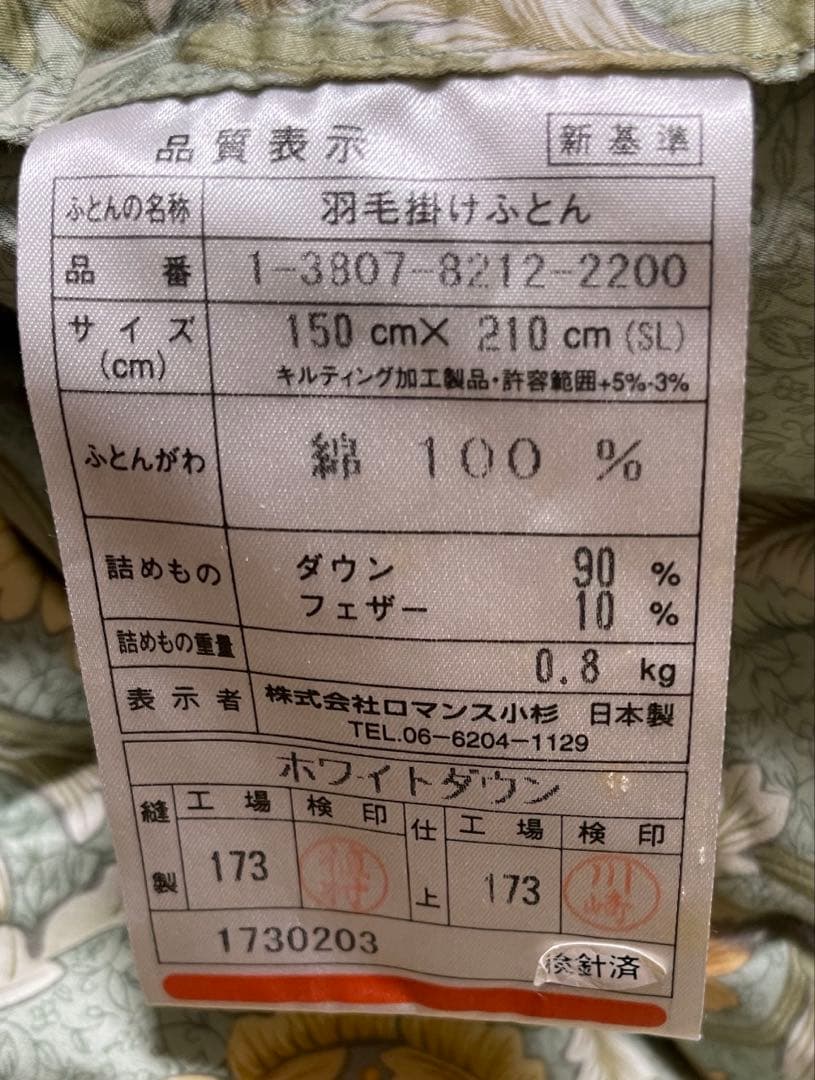 品質表示 新基準
ふとんの名称 羽毛掛けふとん
品番 1-3807-8212-2200
サイズ(cm) 150 cm× 210 cm (SL)
キルティング加工製品・許容範囲+5%-3%
ふとんがわ 綿 100 %
詰めもの ダウン 90 %
フェザー 10 %
詰めもの重量 0.8 kg
表示者 株式会社ロマンス小杉 日本製
TEL.06-6204-1129
ホワイトダウン
縫製 工場 検印 仕上 工場 検印
173 173 川崎
1730203
検針済